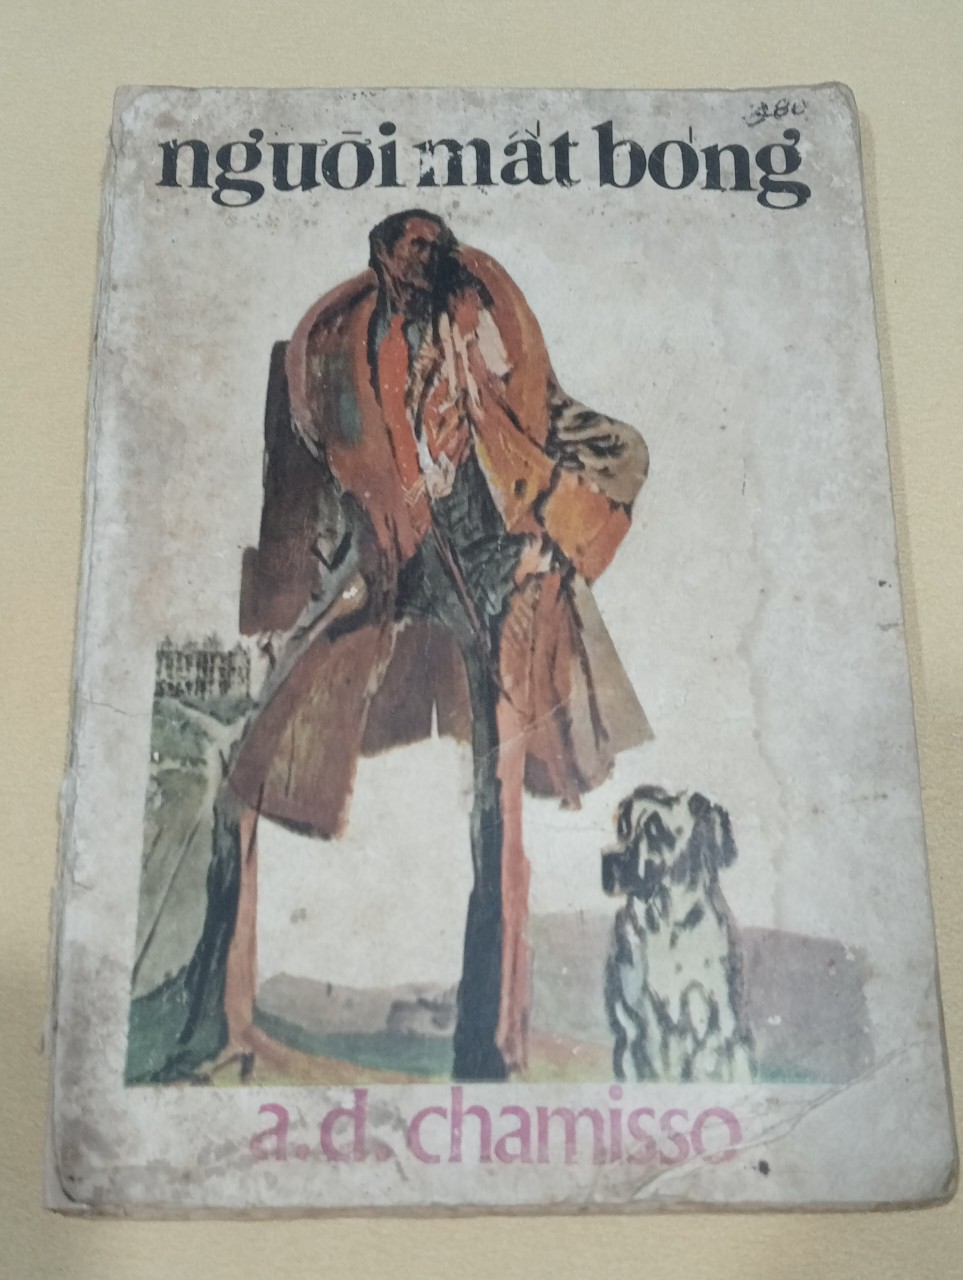 người mất bóng
a.d. chamisso